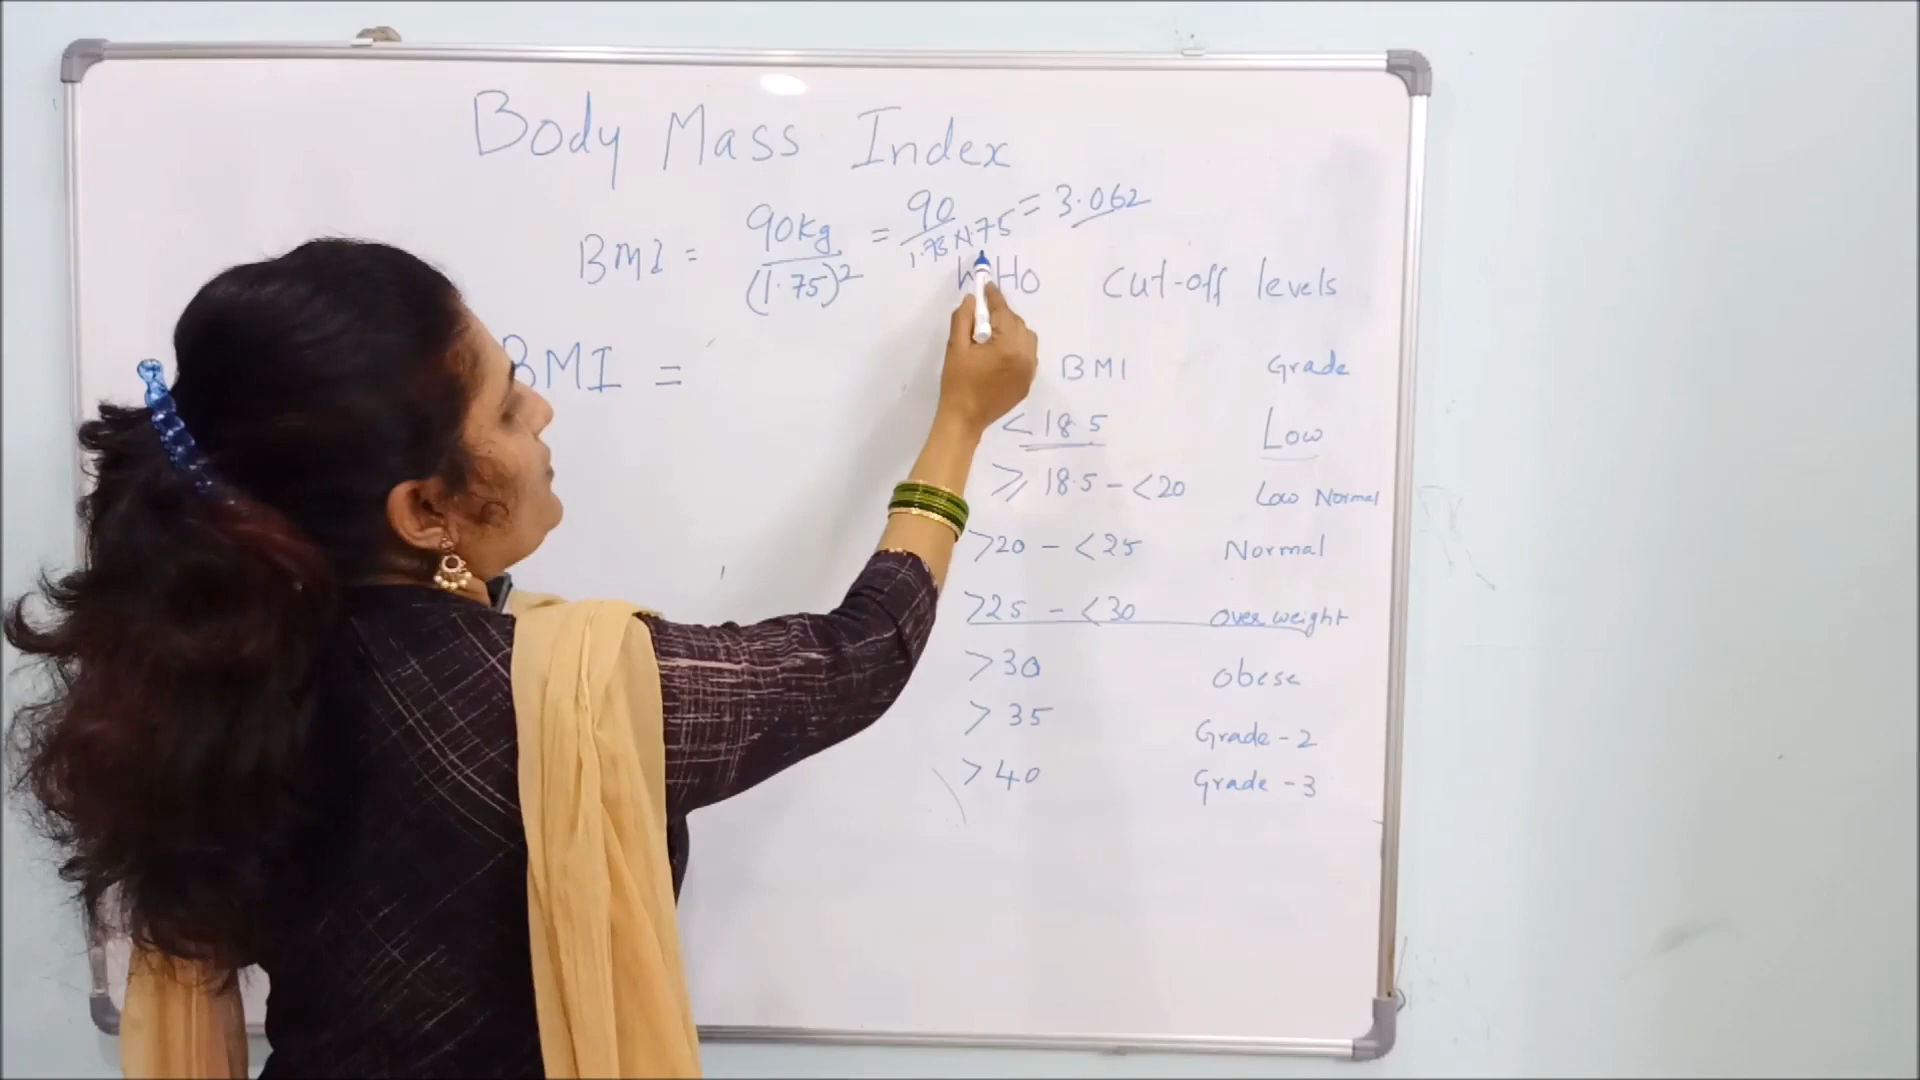 Body Mass Index
BMI = 90kg/(1.75)² = 90/1.75×1.75 = 3.062
WHO Cut-off levels
BMI =
BMI Grade
<18.5 Low
≥ 18.5 - <20 Low Normal
>20 - <25 Normal
>25 - <30 Over weight
>30 obese
>35 Grade - 2
>40 Grade - 3